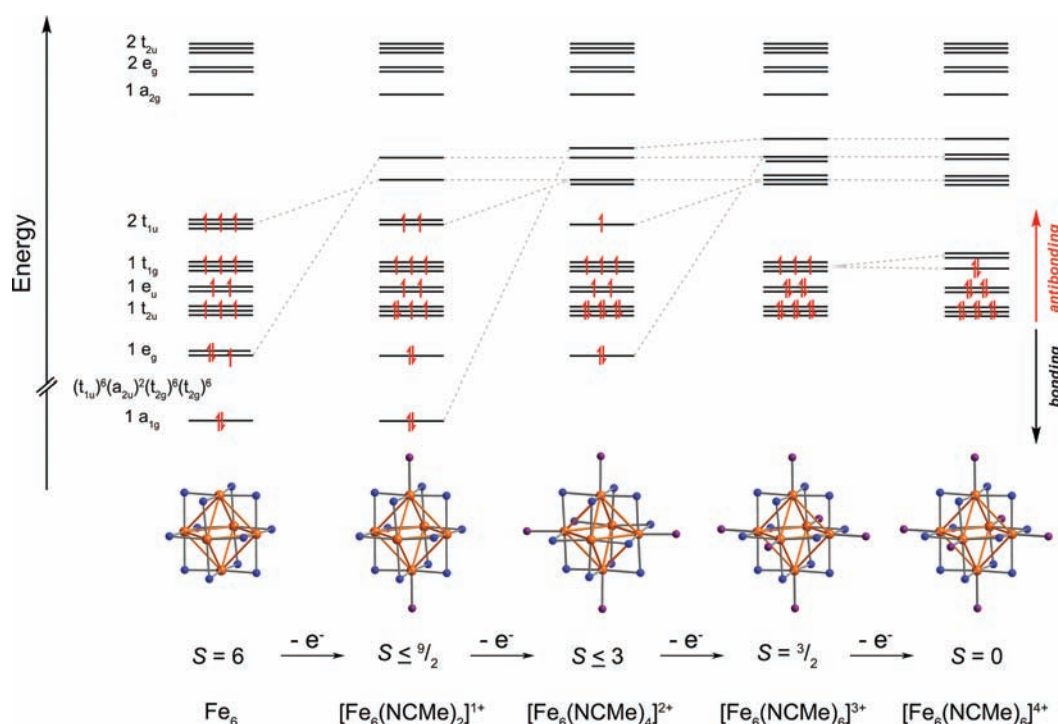 Energy
2 t₂ᵤ
2 e_g
1 a₂g
2 t₁ᵤ
1 t₁g
1 eᵤ
1 t₂ᵤ
1 e_g
(t₁ᵤ)⁶(a₂ᵤ)²(t₂g)⁶(t₂g)⁶
1 a₁g
antibonding
bonding
S = 6 - e⁻ S ≤ ⁹/₂ - e⁻ S ≤ 3 - e⁻ S = ³/₂ - e⁻ S = 0
Fe₆ [Fe₆(NCMe)₂]¹⁺ [Fe₆(NCMe)₄]²⁺ [Fe₆(NCMe)₆]³⁺ [Fe₆(NCMe)₆]⁴⁺